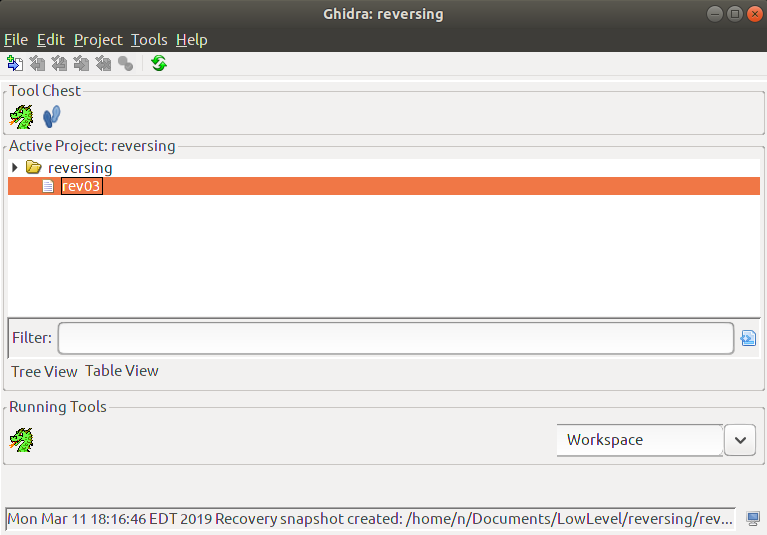 Ghidra: reversing
File Edit Project Tools Help
Tool Chest
Active Project: reversing
reversing
rev03
Filter:
Tree View Table View
Running Tools
Workspace
Mon Mar 11 18:16:46 EDT 2019 Recovery snapshot created: /home/n/Documents/LowLevel/reversing/rev...